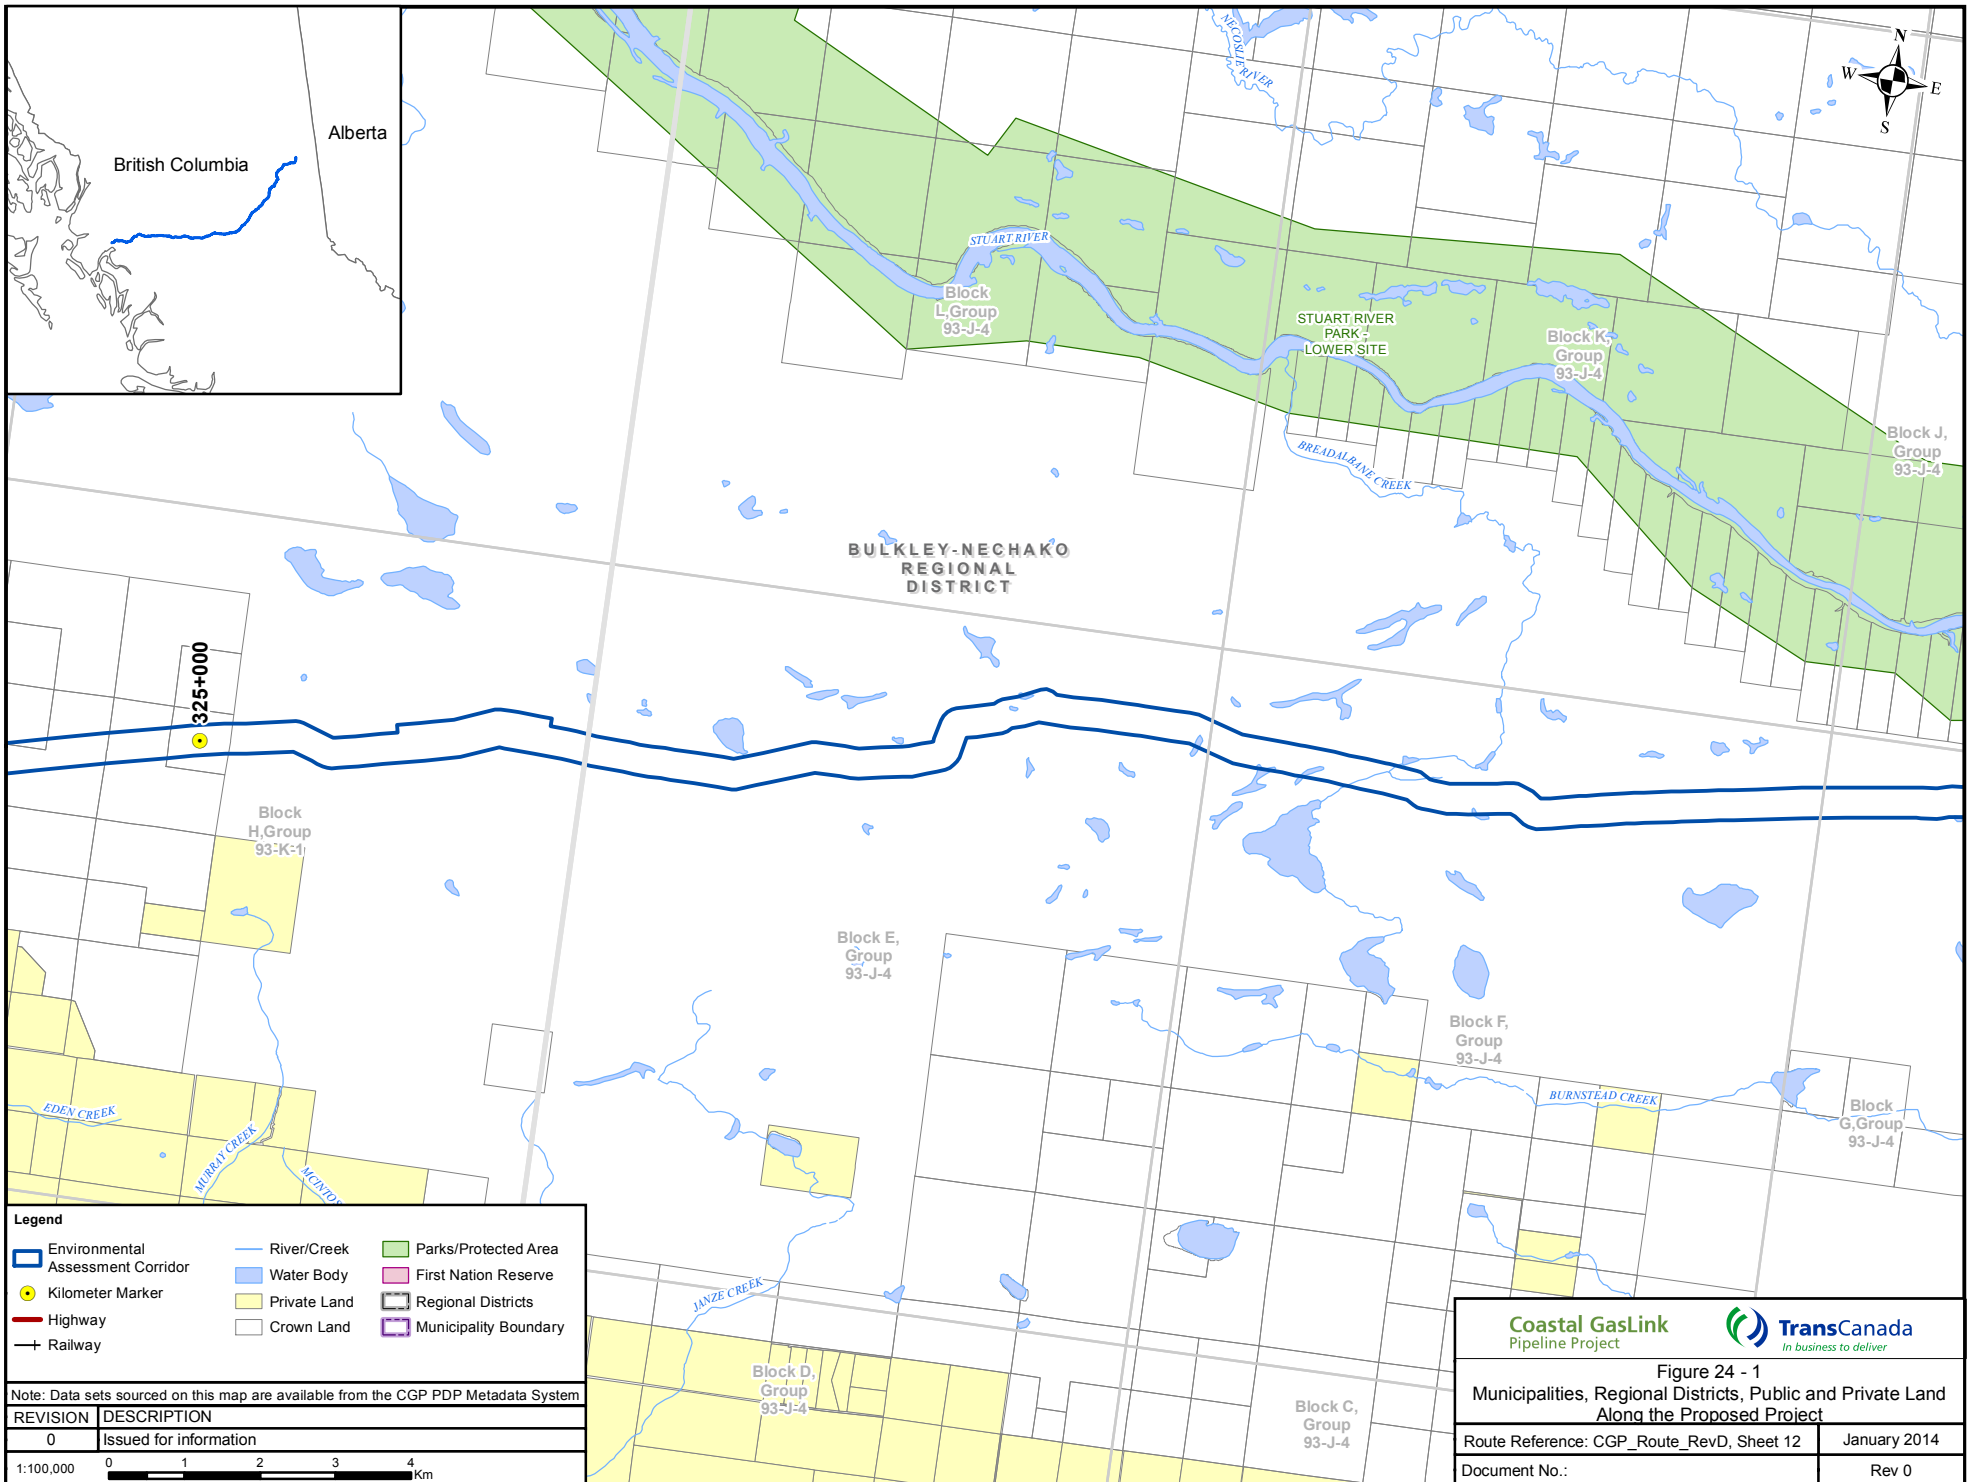 British Columbia
Alberta
NECOSLIE RIVER
N
W
E
S
STUART RIVER
Block
L,Group
93-J-4
STUART RIVER
PARK -
LOWER SITE
Block K,
Group
93-J-4
Block J,
Group
93-J-4
BREADALBANE CREEK
BULKLEY-NECHAKO
REGIONAL
DISTRICT
325+000
Block
H,Group
93-K-1
Block E,
Group
93-J-4
Block F,
Group
93-J-4
BURNSTEAD CREEK
Block
G,Group
93-J-4
EDEN CREEK
MURRAY CREEK
MCINTOS
JANZE CREEK
Block D,
Group
93-J-4
Block C,
Group
93-J-4
Legend
Environmental
Assessment Corridor
Kilometer Marker
Highway
Railway
River/Creek
Water Body
Private Land
Crown Land
Parks/Protected Area
First Nation Reserve
Regional Districts
Municipality Boundary
Note: Data sets sourced on this map are available from the CGP PDP Metadata System
REVISION DESCRIPTION
0 Issued for information
1:100,000 0 1 2 3 4 Km
Coastal GasLink
Pipeline Project
TransCanada
In business to deliver
Figure 24 - 1
Municipalities, Regional Districts, Public and Private Land
Along the Proposed Project
Route Reference: CGP_Route_RevD, Sheet 12 January 2014
Document No.: Rev 0